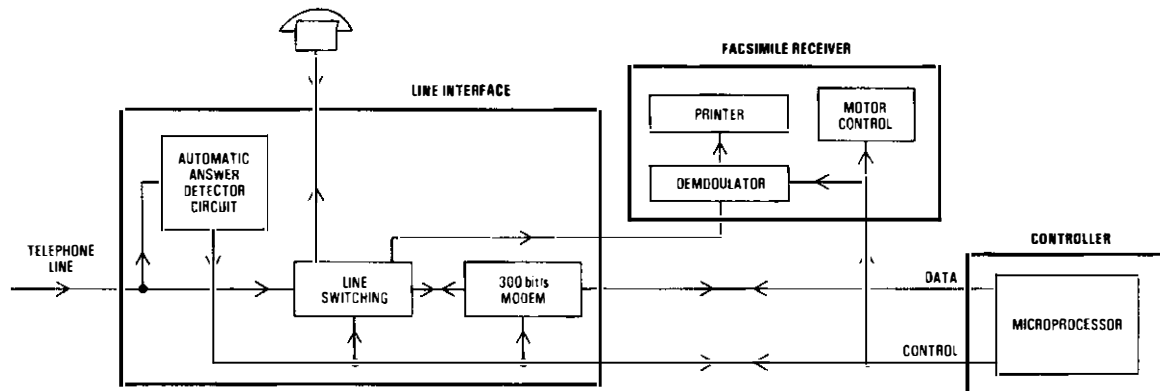 FACSIMILE RECEIVER
LINE INTERFACE
PRINTER
MOTOR
CONTROL
AUTOMATIC
ANSWER
DETECTOR
CIRCUIT
DEMDOULATOR
TELEPHONE
LINE
CONTROLLER
LINE
SWITCHING
300 bit/s
MODEM
DATA
MICROPROCESSOR
CONTROL